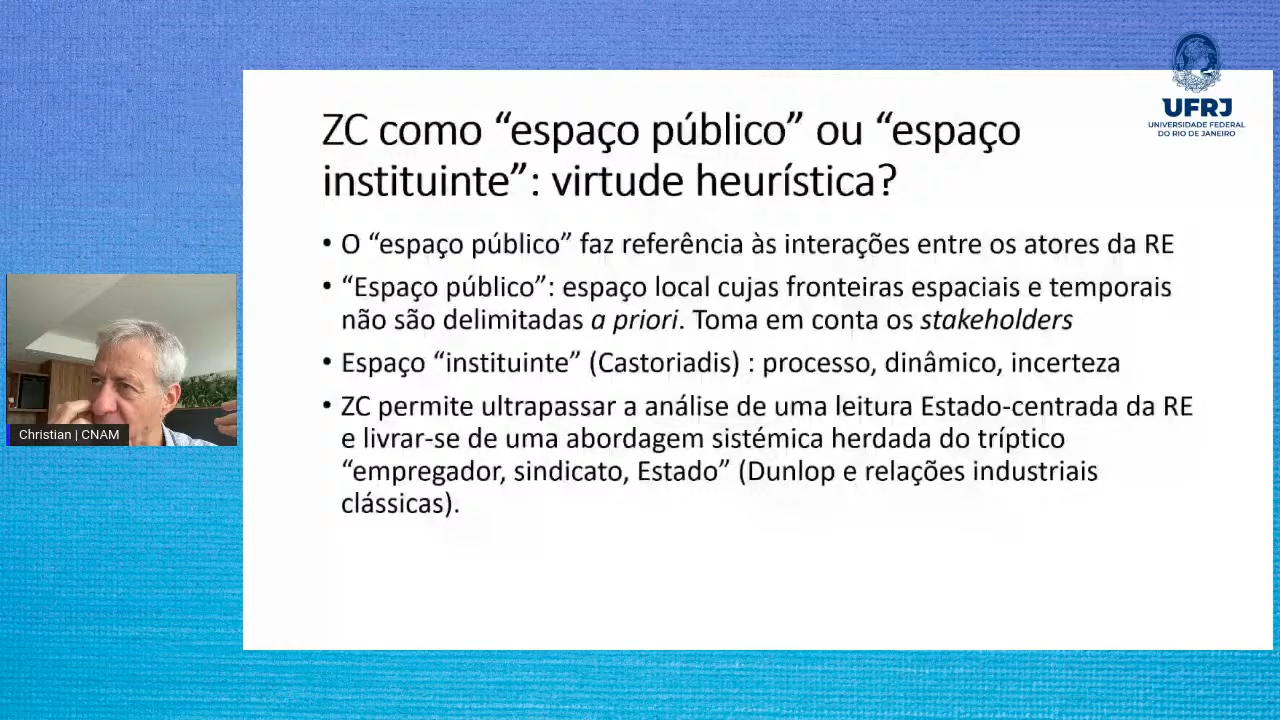 UFRJ
UNIVERSIDADE FEDERAL
DO RIO DE JANEIRO
ZC como “espaço público” ou “espaço
instituinte”: virtude heurística?
• O “espaço público” faz referência às interações entre os atores da RE
• “Espaço público”: espaço local cujas fronteiras espaciais e temporais
não são delimitadas a priori. Toma em conta os stakeholders
• Espaço “instituinte” (Castoriadis) : processo, dinâmico, incerteza
• ZC permite ultrapassar a análise de uma leitura Estado-centrada da RE
e livrar-se de uma abordagem sistémica herdada do tríptico
“empregador, sindicato, Estado” (Dunlop e relações industriais
clássicas).
Christian | CNAM